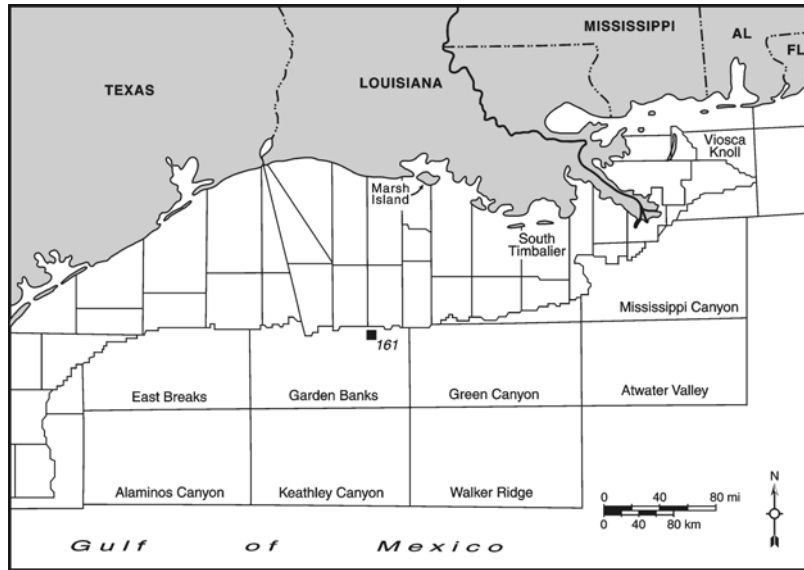 MISSISSIPPI
AL
FL
TEXAS
LOUISIANA
Viosca
Knoll
Marsh
Island
South
Timbalier
Mississippi Canyon
161
East Breaks
Garden Banks
Green Canyon
Atwater Valley
Alaminos Canyon
Keathley Canyon
Walker Ridge
N
0 40 80 mi
0 40 80 km
Gulf of Mexico